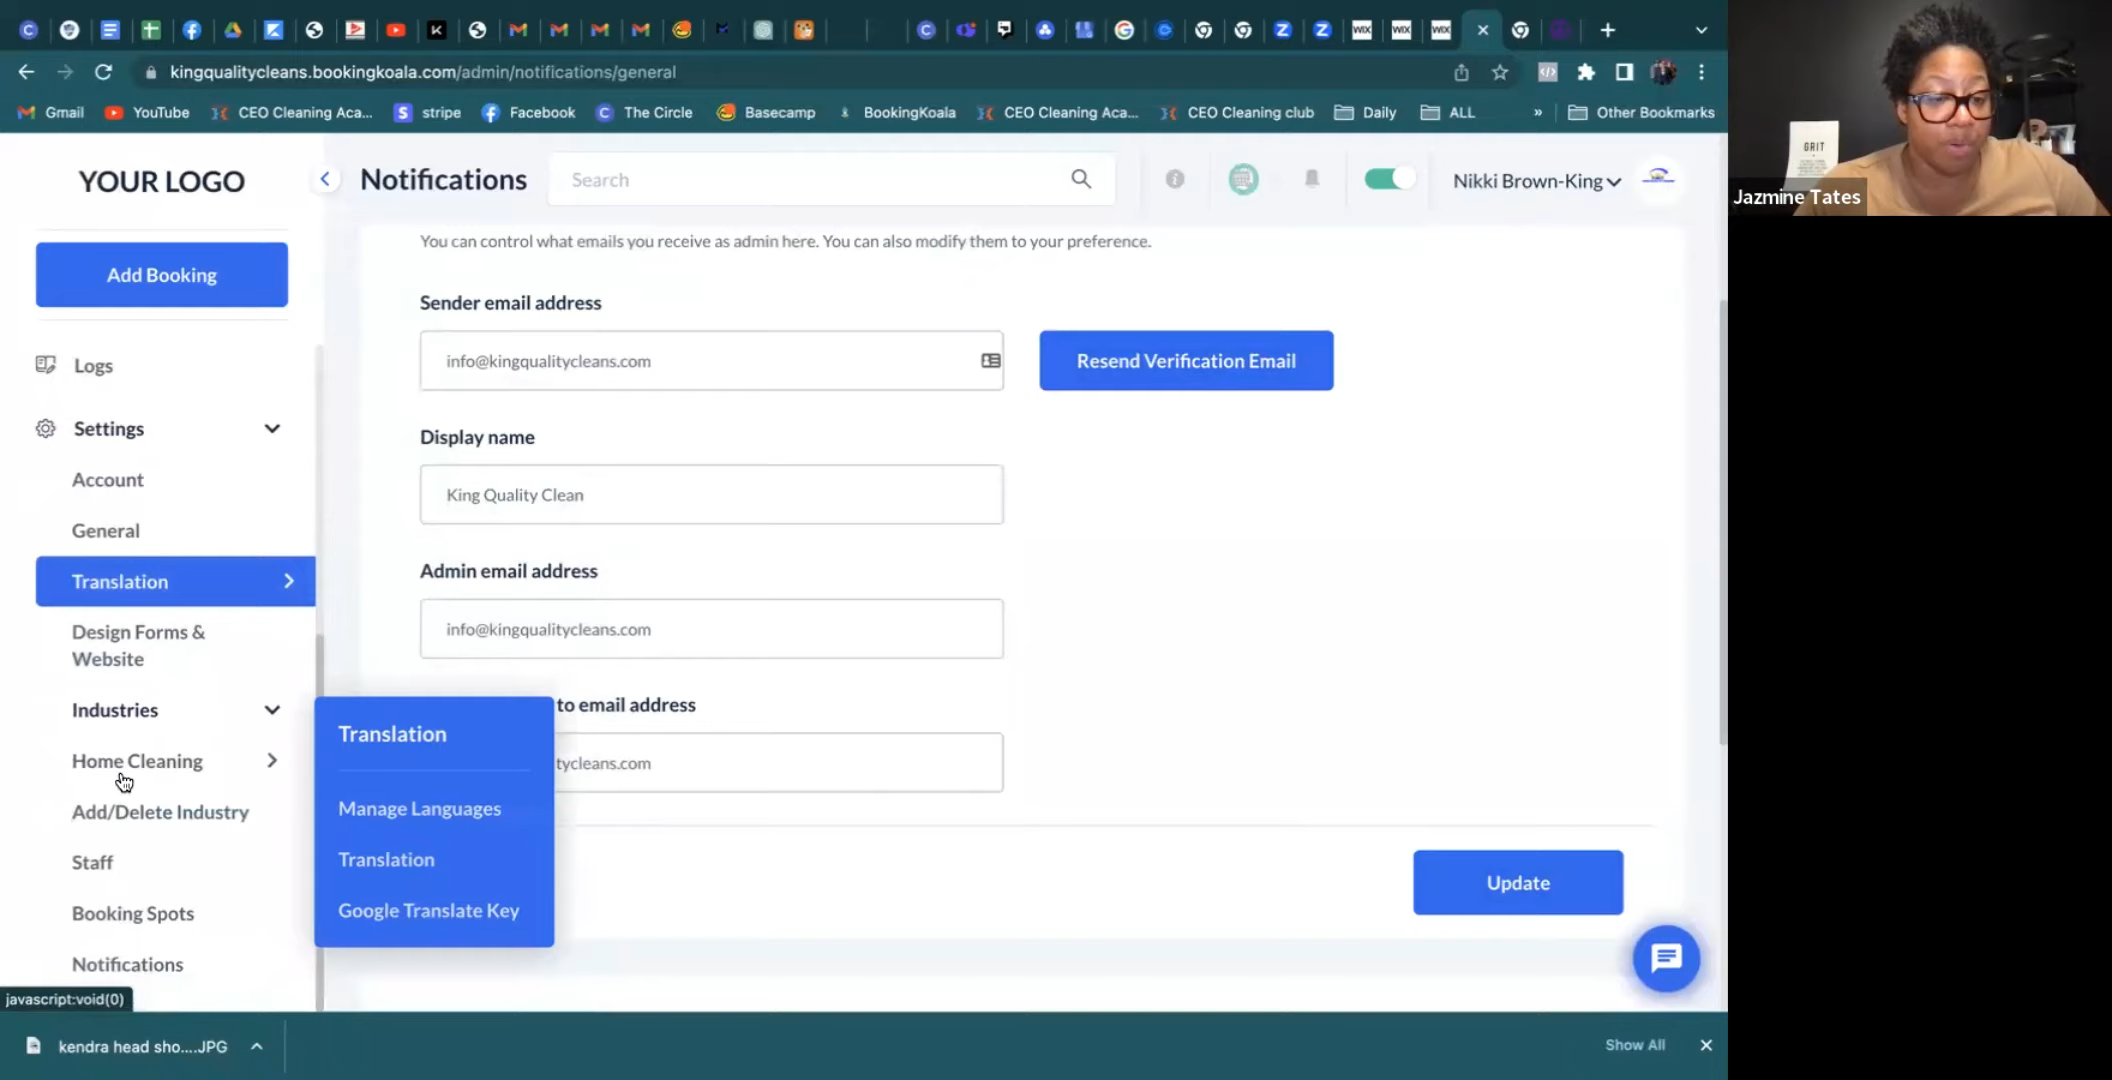 kingqualitycleans.bookingkoala.com/admin/notifications/general
Gmail
YouTube
CEO Cleaning Aca...
stripe
Facebook
The Circle
Basecamp
BookingKoala
CEO Cleaning Aca...
CEO Cleaning club
Daily
ALL
»
Other Bookmarks
WIX
WIX
WIX
YOUR LOGO
Notifications
Search
Nikki Brown-King
GRIT
Jazmine Tates
Add Booking
Logs
Settings
Account
General
Translation
Design Forms &
Website
Industries
Home Cleaning
Add/Delete Industry
Staff
Booking Spots
Notifications
javascript:void(0)
You can control what emails you receive as admin here. You can also modify them to your preference.
Sender email address
info@kingqualitycleans.com
Resend Verification Email
Display name
King Quality Clean
Admin email address
info@kingqualitycleans.com
to email address
tycleans.com
Translation
Manage Languages
Translation
Google Translate Key
Update
kendra head sho....JPG
Show All